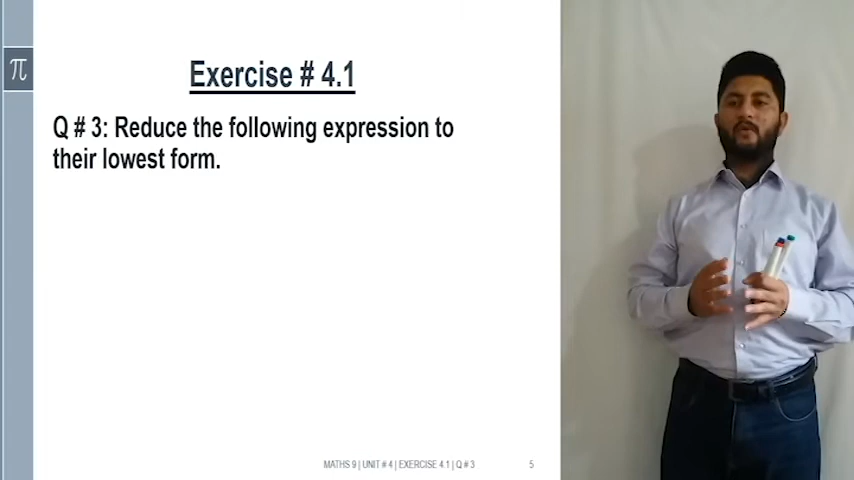 π
Exercise # 4.1
Q # 3: Reduce the following expression to
their lowest form.
MATHS 9 | UNIT # 4 | EXERCISE 4.1 | Q # 3
5